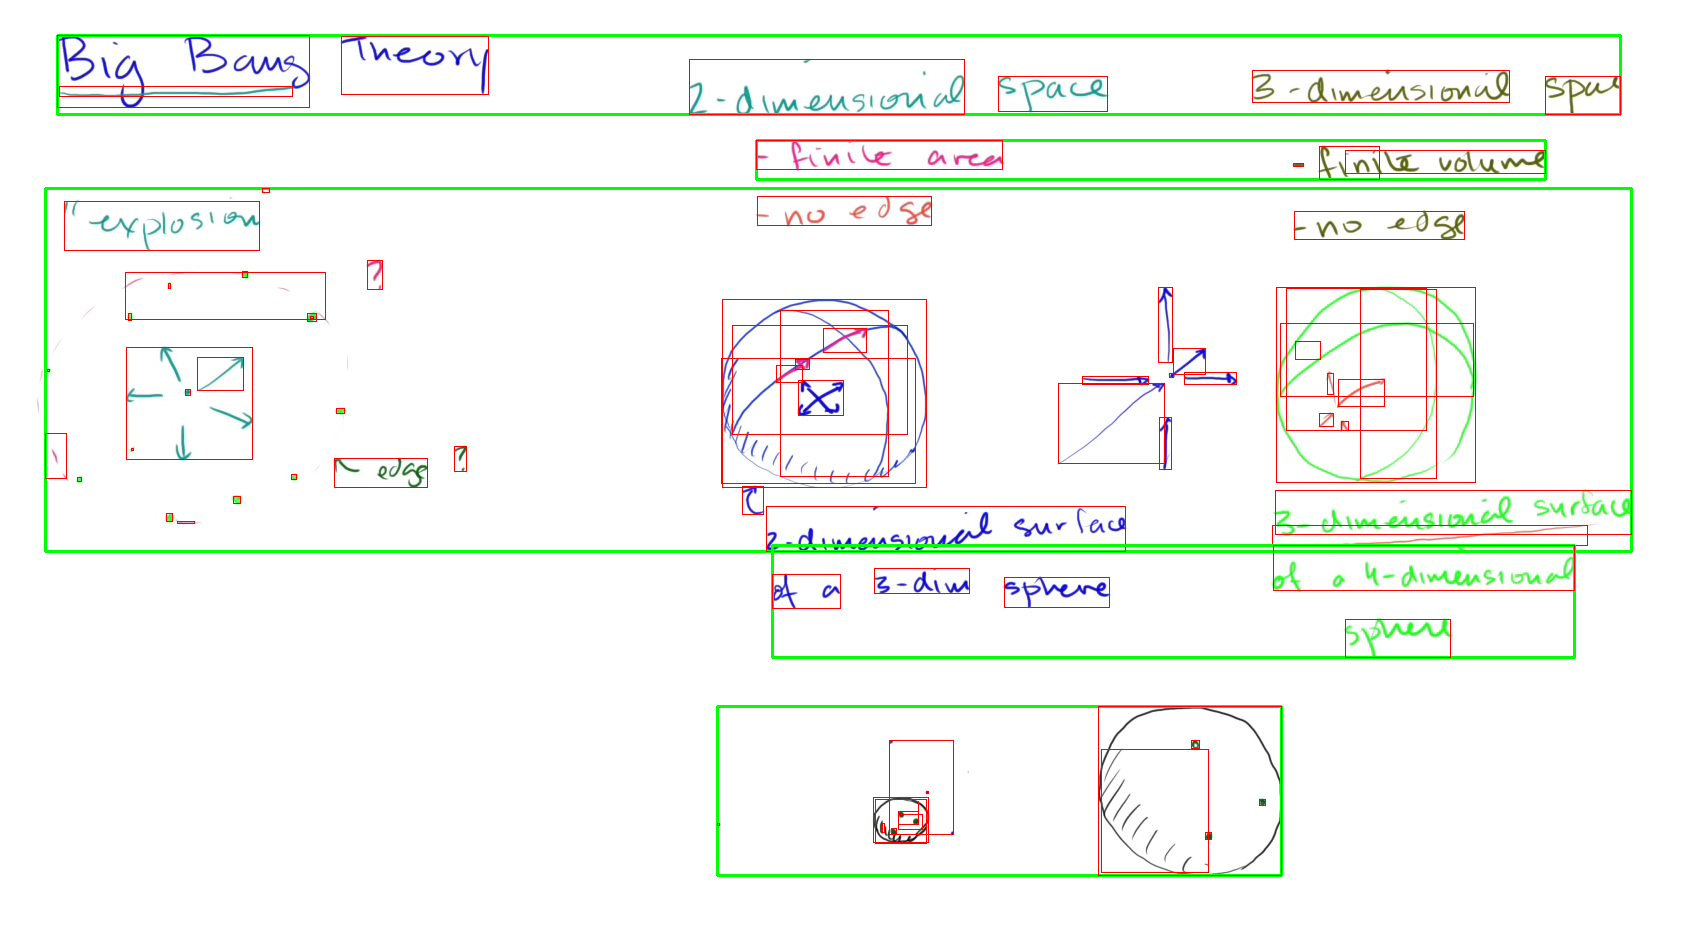 Big Bang Theory
2-dimensional space
3-dimensional spac
- finite area
- finite volume
"explosion
- no edge
- no edge
?
edge ?
2-dimensional surface
of a 3-dim sphere
3-dimensional surface
of a 4-dimensional
sphere